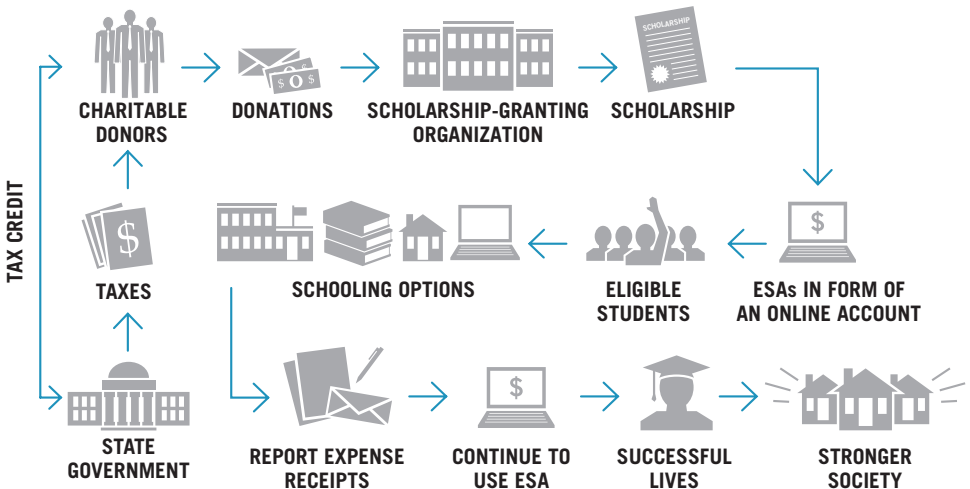 CHARITABLE
DONORS
DONATIONS
SCHOLARSHIP-GRANTING
ORGANIZATION
SCHOLARSHIP
SCHOLARSHIP
$ O $
TAX CREDIT
$
TAXES
SCHOOLING OPTIONS
ELIGIBLE
STUDENTS
$
ESAs IN FORM OF
AN ONLINE ACCOUNT
STATE
GOVERNMENT
REPORT EXPENSE
RECEIPTS
$
CONTINUE TO
USE ESA
SUCCESSFUL
LIVES
STRONGER
SOCIETY